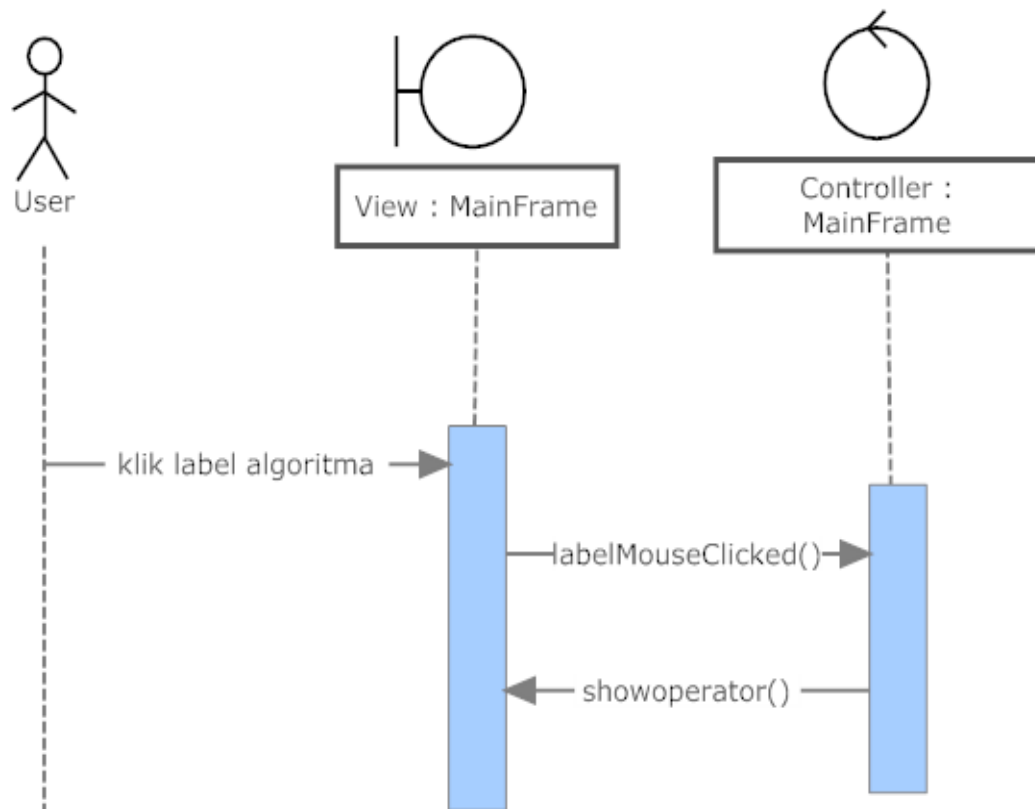 User
View : MainFrame
Controller :
MainFrame
klik label algoritma
labelMouseClicked()
showoperator()